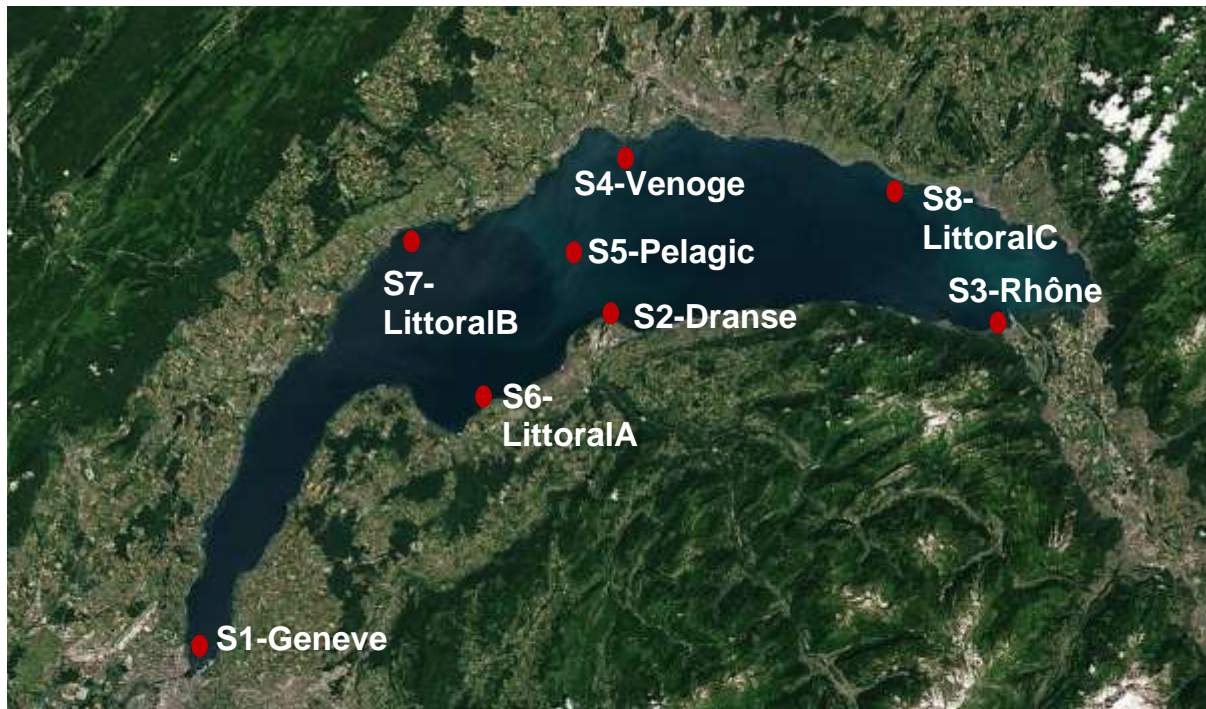 S4-Venoge
S8-
LittoralC
S5-Pelagic
S7-
LittoralB
S3-Rhône
S2-Dranse
S6-
LittoralA
S1-Geneve